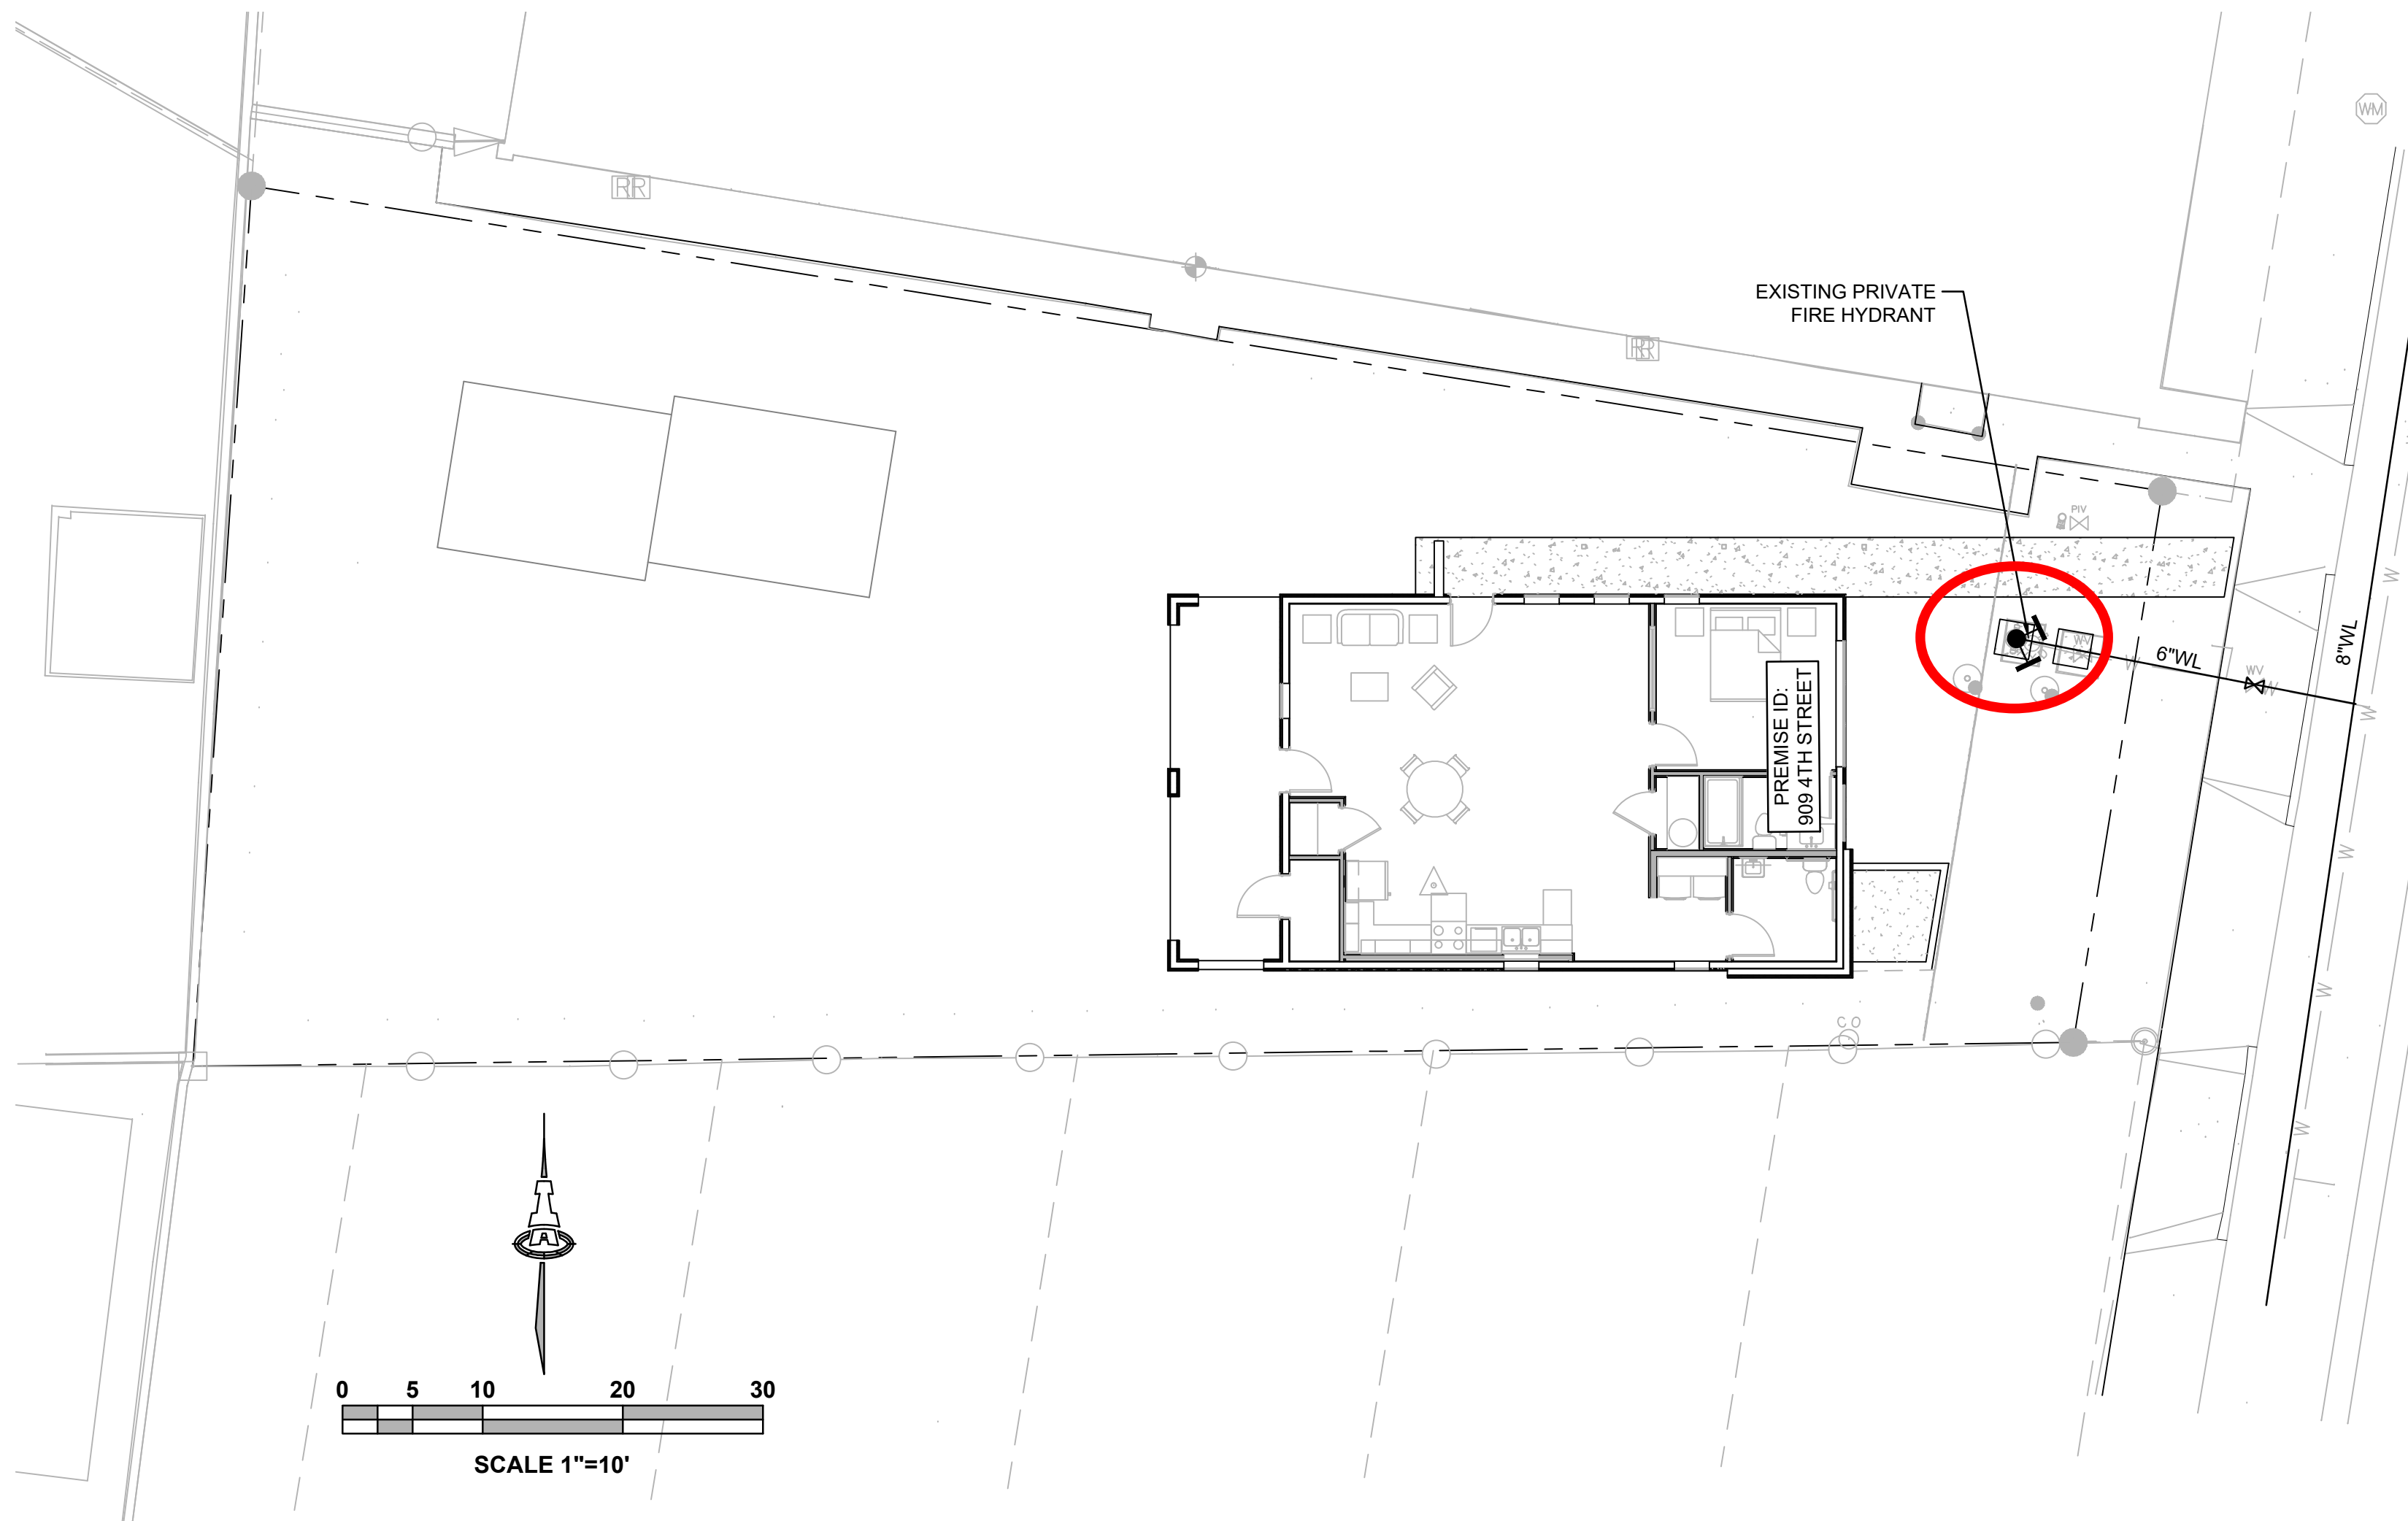 WM
RR
EXISTING PRIVATE
FIRE HYDRANT
RR
PIV
WV
6"WL
8"WL
WV
W
W
W
W
W
W
W
PREMISE ID:
909 4TH STREET
CO
0 5 10 20 30
SCALE 1"=10'